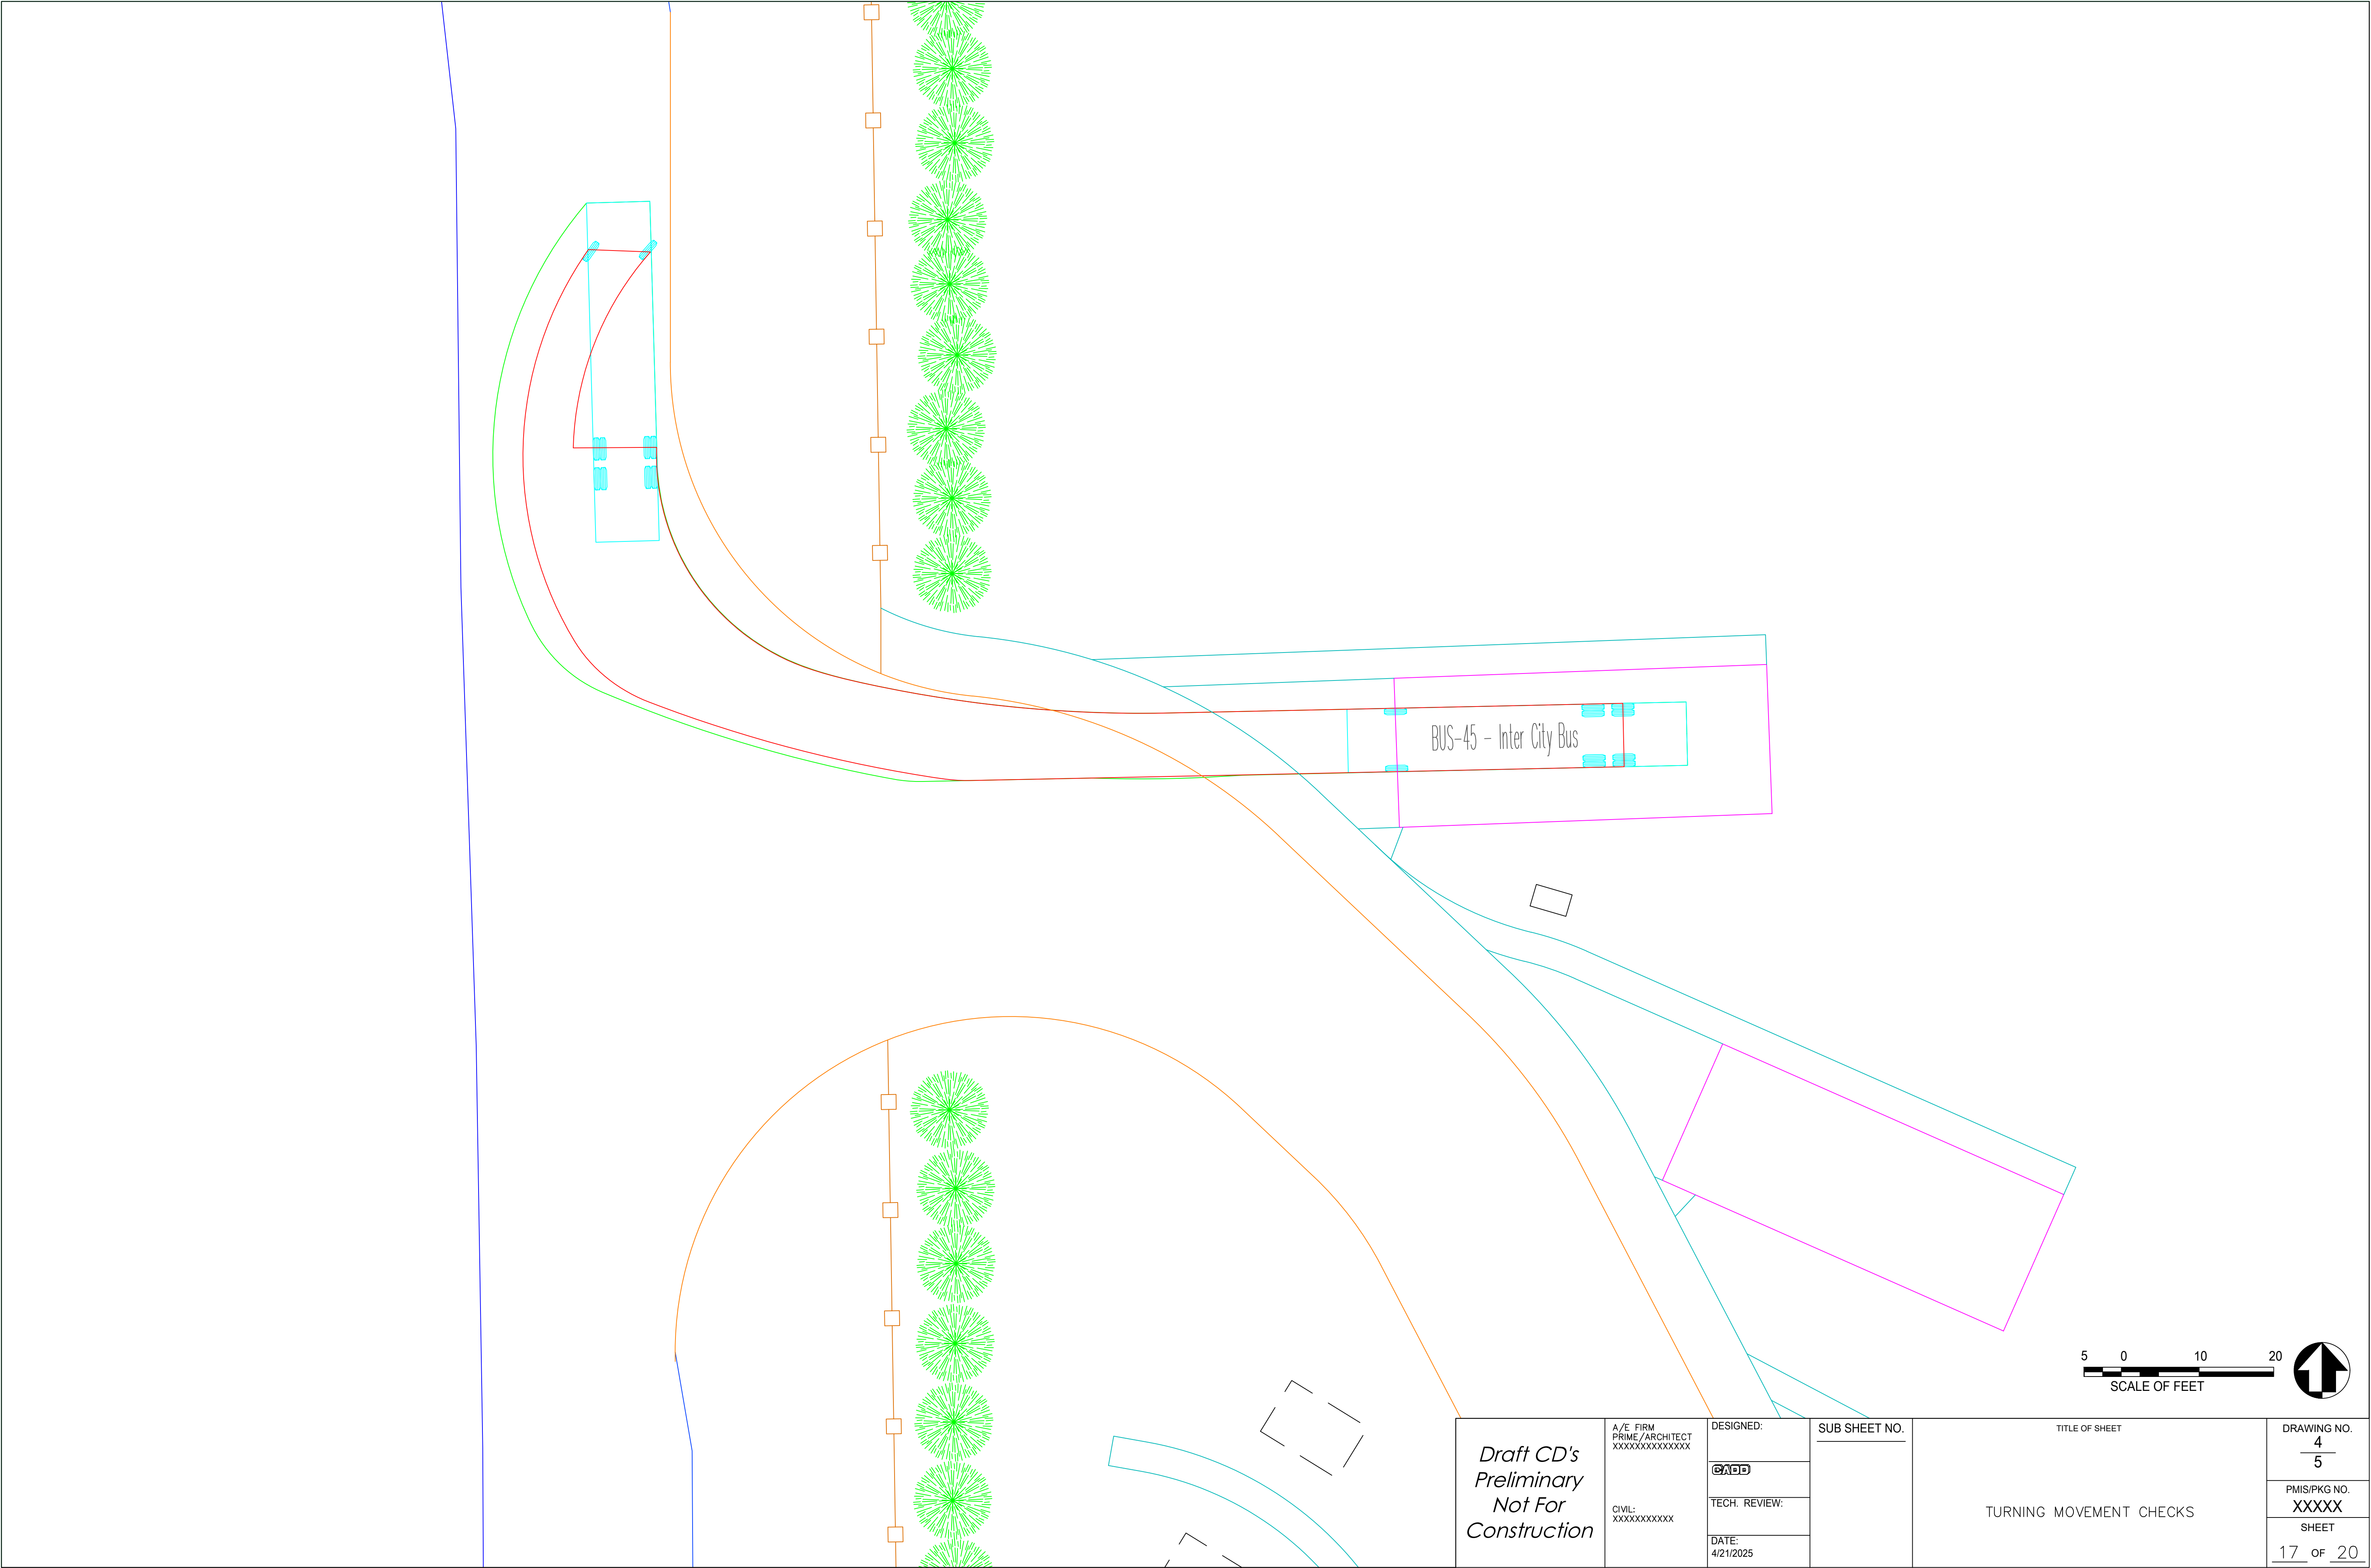 BUS-45 - Inter City Bus
5 0 10 20
SCALE OF FEET
Draft CD's
Preliminary
Not For
Construction
A/E FIRM
PRIME/ARCHITECT
XXXXXXXXXXXXXX
CIVIL:
XXXXXXXXXXX
DESIGNED:
CADD
TECH. REVIEW:
DATE:
4/21/2025
SUB SHEET NO.
TITLE OF SHEET
TURNING MOVEMENT CHECKS
DRAWING NO.
4
5
PMIS/PKG NO.
XXXXX
SHEET
17 OF 20